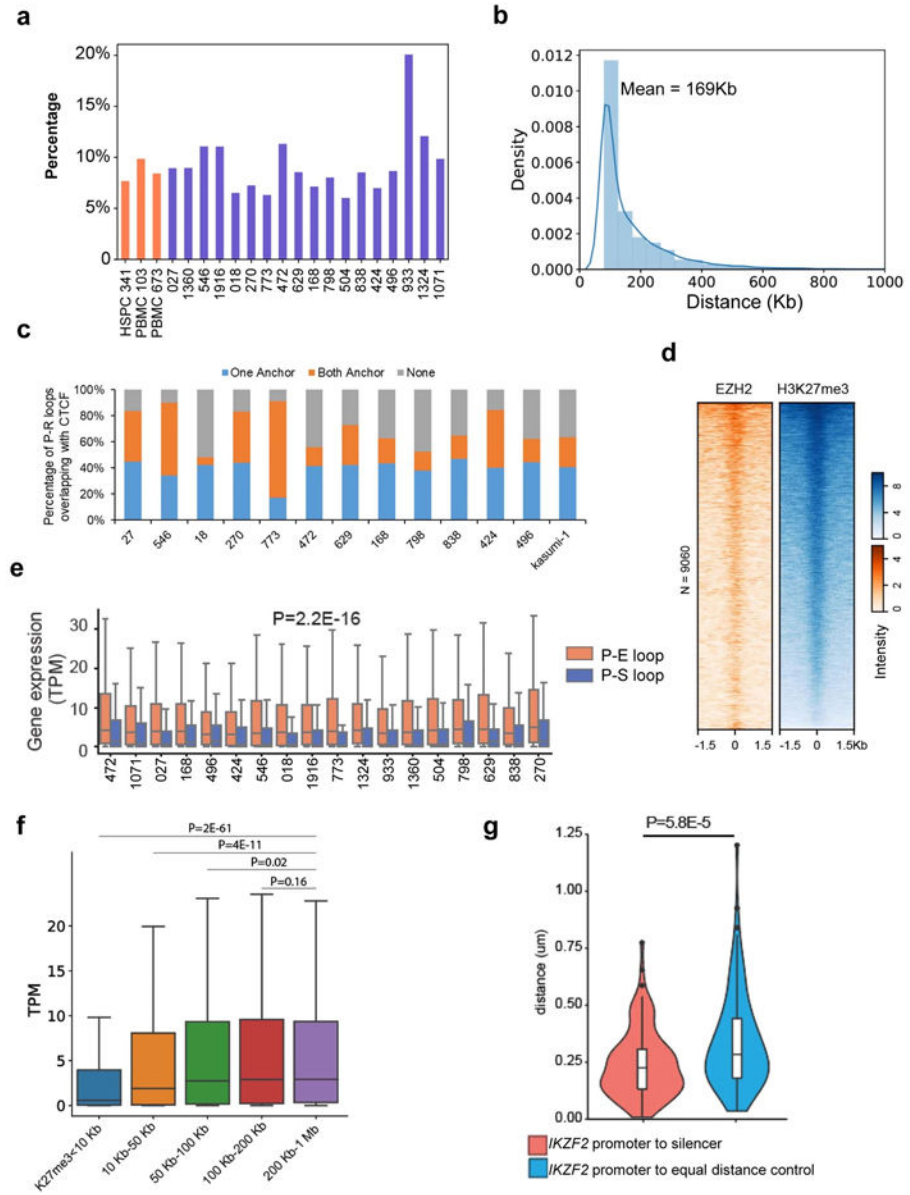 a
Percentage
20%
15%
10%
5%
0
HSPC 341
PBMC 103
PBMC 673
027
1360
546
1916
018
270
773
472
629
168
798
504
838
424
496
933
1324
1071
b
Mean = 169Kb
Density
0.012
0.010
0.008
0.006
0.004
0.002
0.000
0 200 400 600 800 1000
Distance (Kb)
c
One Anchor Both Anchor None
Percentage of P-R loops
overlapping with CTCF
100%
80%
60%
40%
20%
0%
27 546 18 270 773 472 629 168 798 838 424 496 kasumi-1
d
EZH2 H3K27me3
N = 9060
-1.5 0 1.5 -1.5 0 1.5Kb
8
4
0
4
2
0
Intensity
e
P=2.2E-16
Gene expression
(TPM)
30
20
10
0
472
1071
027
168
496
424
546
018
1916
773
1324
933
1360
504
798
629
838
270
P-E loop
P-S loop
f
P=2E-61
P=4E-11
P=0.02
P=0.16
TPM
20
15
10
5
0
K27me3<10 Kb
10 Kb-50 Kb
50 Kb-100 Kb
100 Kb-200 Kb
200 Kb-1 Mb
g
P=5.8E-5
distance (um)
1.25
1.00
0.75
0.50
0.25
0.00
IKZF2 promoter to silencer
IKZF2 promoter to equal distance control